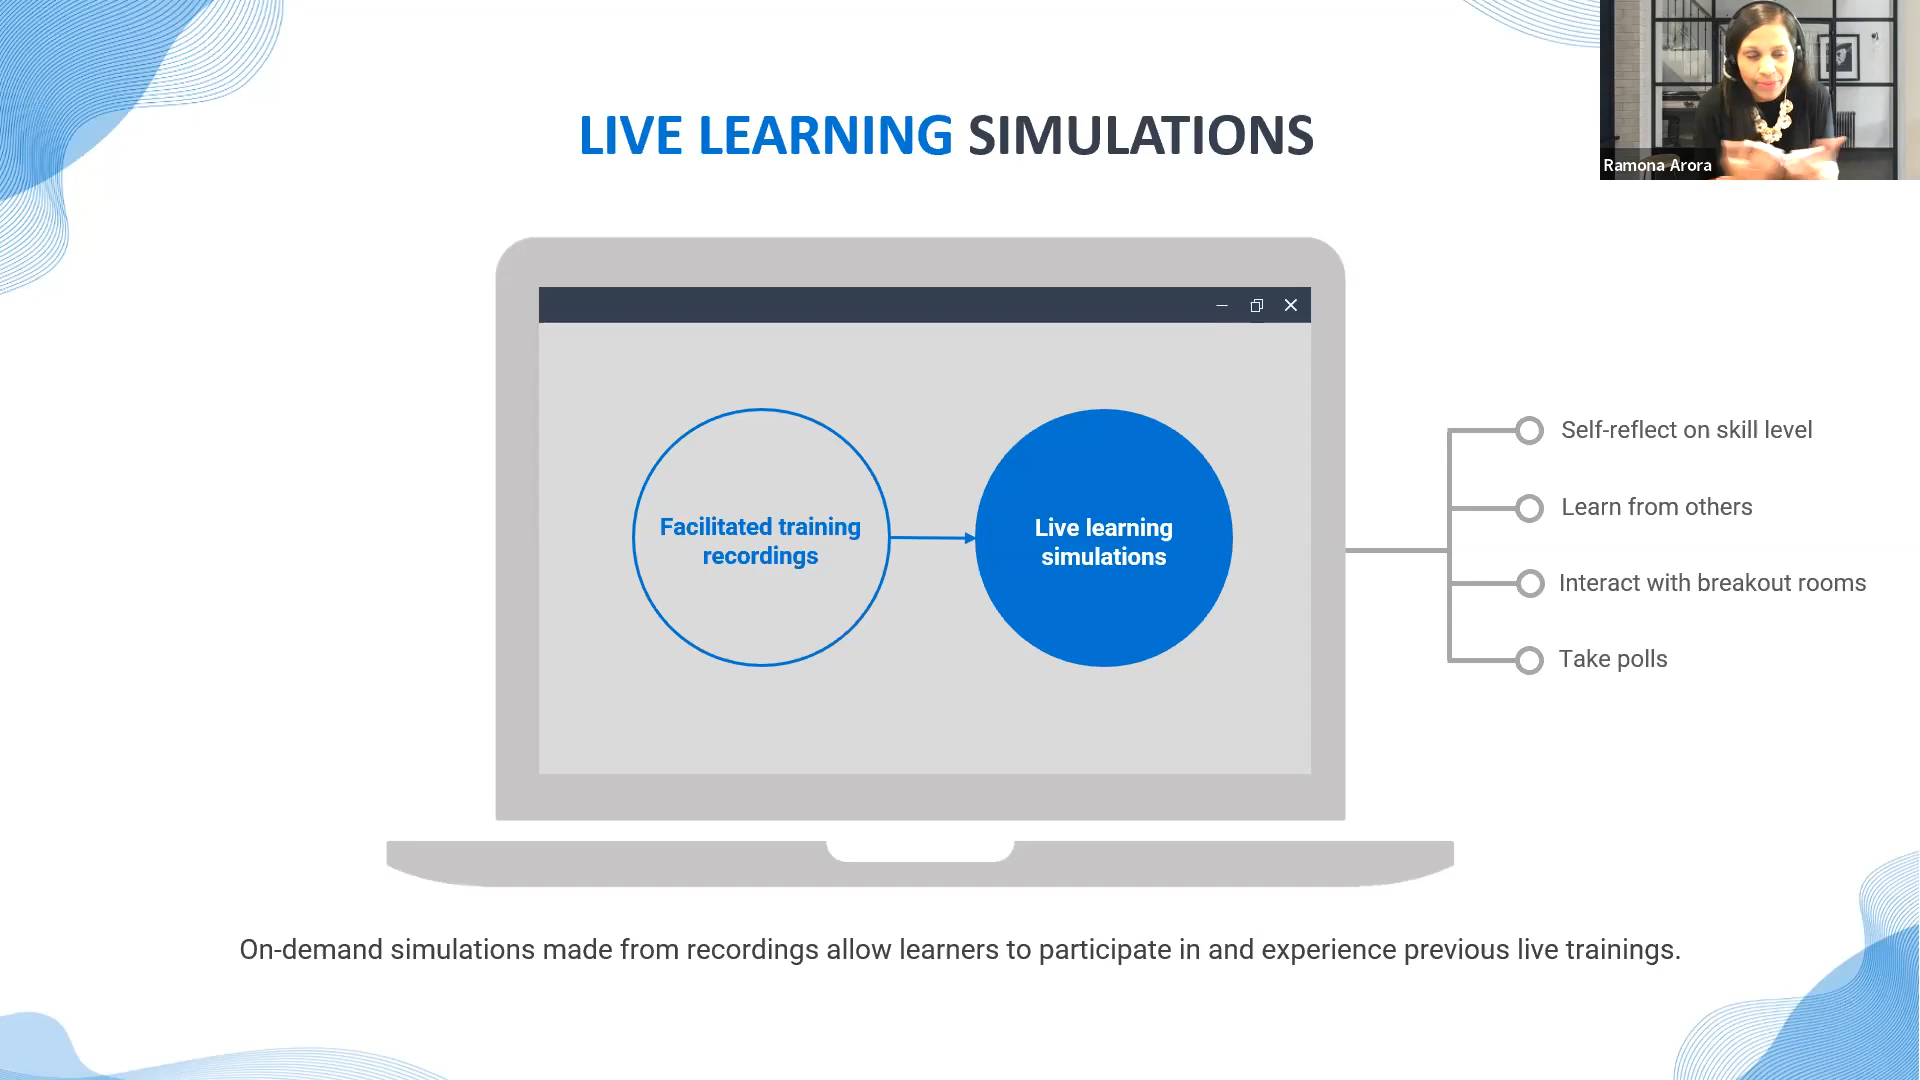 LIVE LEARNING SIMULATIONS
Ramona Arora
Facilitated training
recordings
Live learning
simulations
Self-reflect on skill level
Learn from others
Interact with breakout rooms
Take polls
On-demand simulations made from recordings allow learners to participate in and experience previous live trainings.